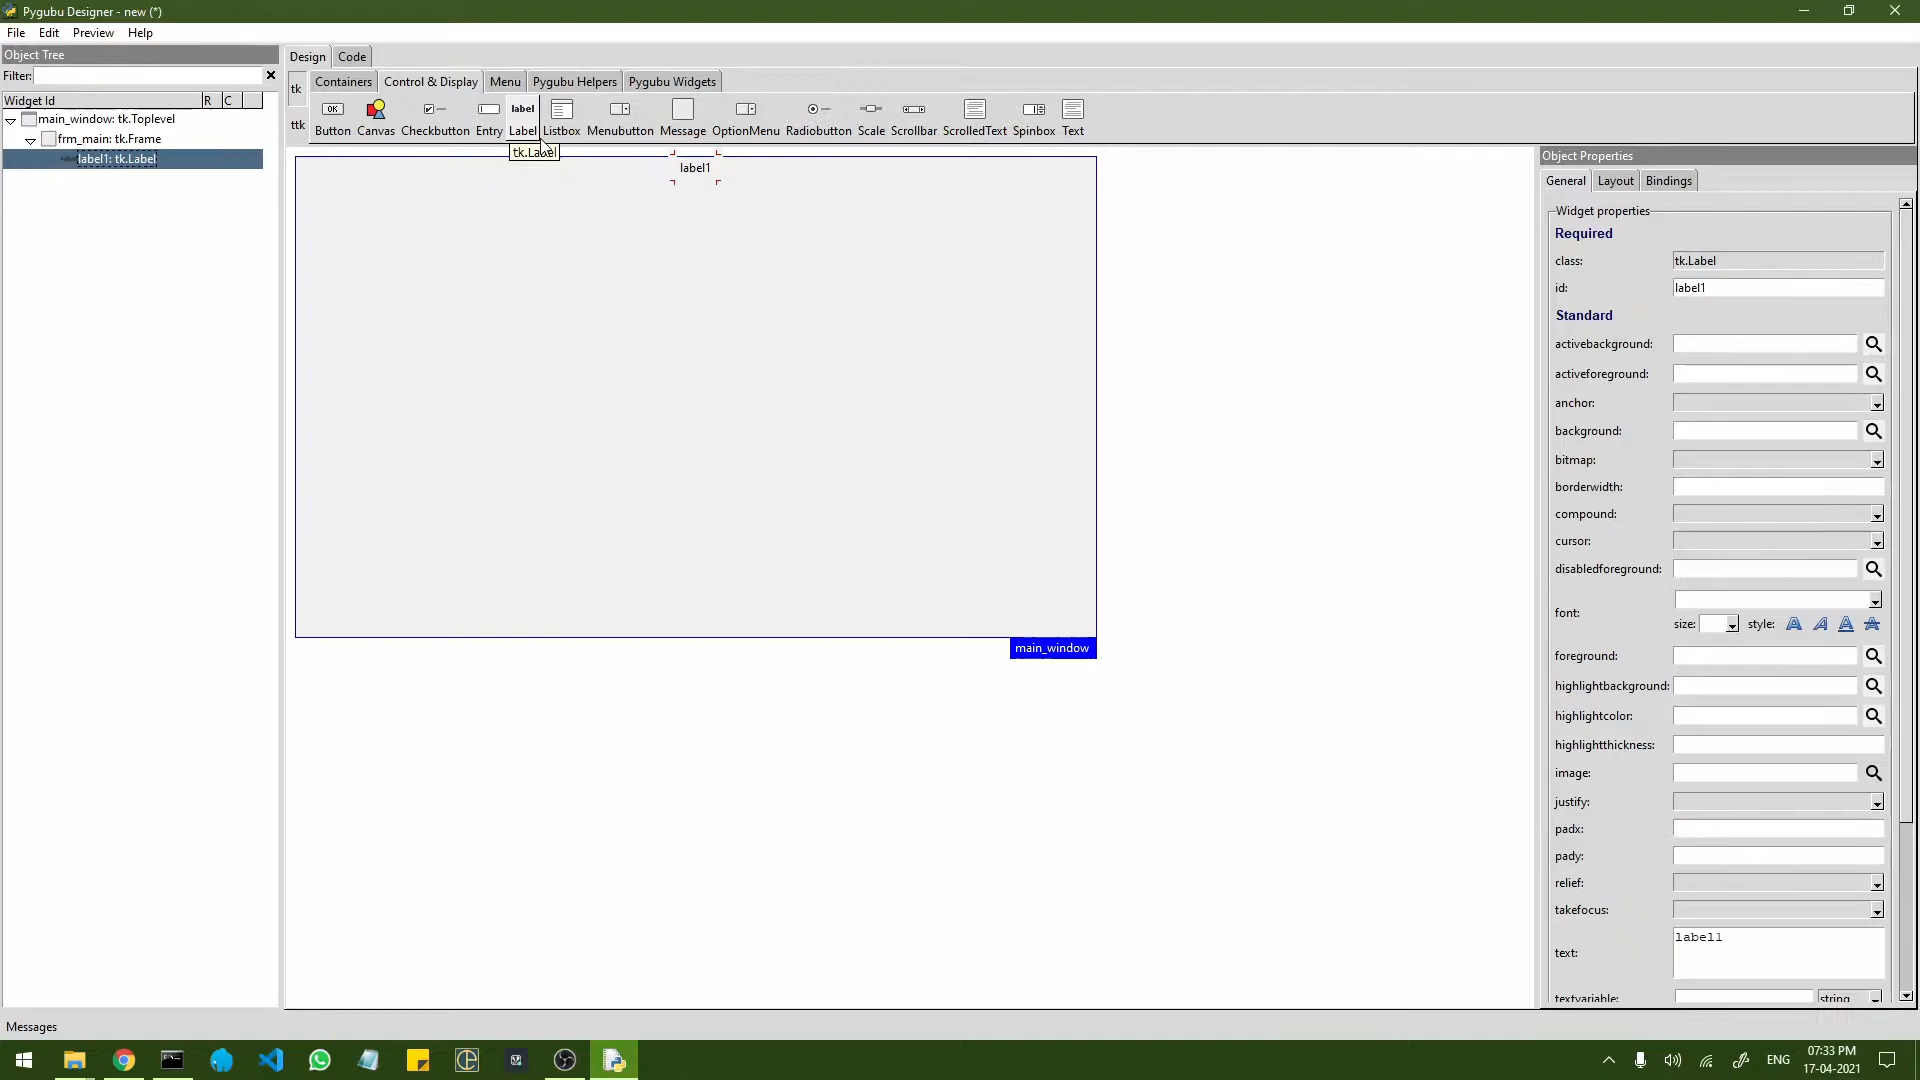 Pygubu Designer - new (*)
File Edit Preview Help
Object Tree
Filter:
Widget Id R C
main_window: tk.Toplevel
frm_main: tk.Frame
label1: tk.Label
Design Code
tk
ttk
Containers Control & Display Menu Pygubu Helpers Pygubu Widgets
OK label
Button Canvas Checkbutton Entry Label Listbox Menubutton Message OptionMenu Radiobutton Scale Scrollbar ScrolledText Spinbox Text
tk.Label
label1
main_window
Object Properties
General Layout Bindings
Widget properties
Required
class: tk.Label
id: label1
Standard
activebackground:
activeforeground:
anchor:
background:
bitmap:
borderwidth:
compound:
cursor:
disabledforeground:
font:
size: style: A A A A
foreground:
highlightbackground:
highlightcolor:
highlightthickness:
image:
justify:
padx:
pady:
relief:
takefocus:
text: label1
textvariable: string
Messages
ENG
07:33 PM
17-04-2021